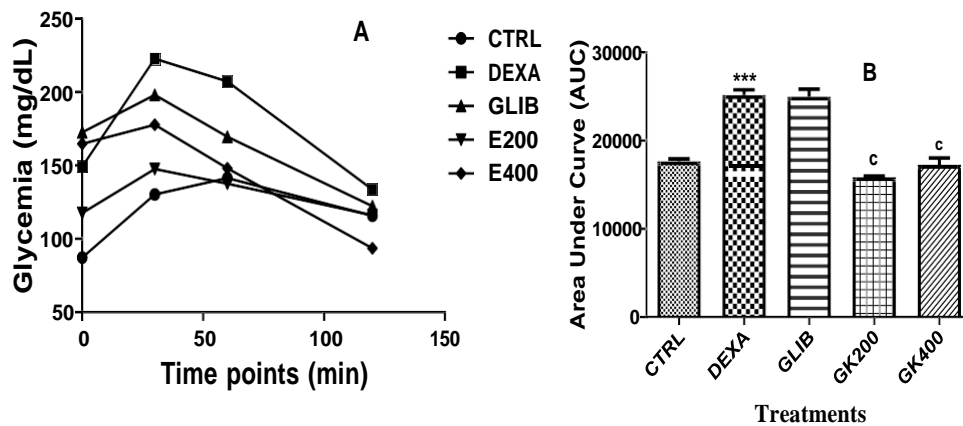 Glycemia (mg/dL)
250
200
150
100
50
0
50
100
150
Time points (min)
A
CTRL
DEXA
GLIB
E200
E400
Area Under Curve (AUC)
30000
20000
10000
0
B
***
c
c
CTRL
DEXA
GLIB
GK200
GK400
Treatments